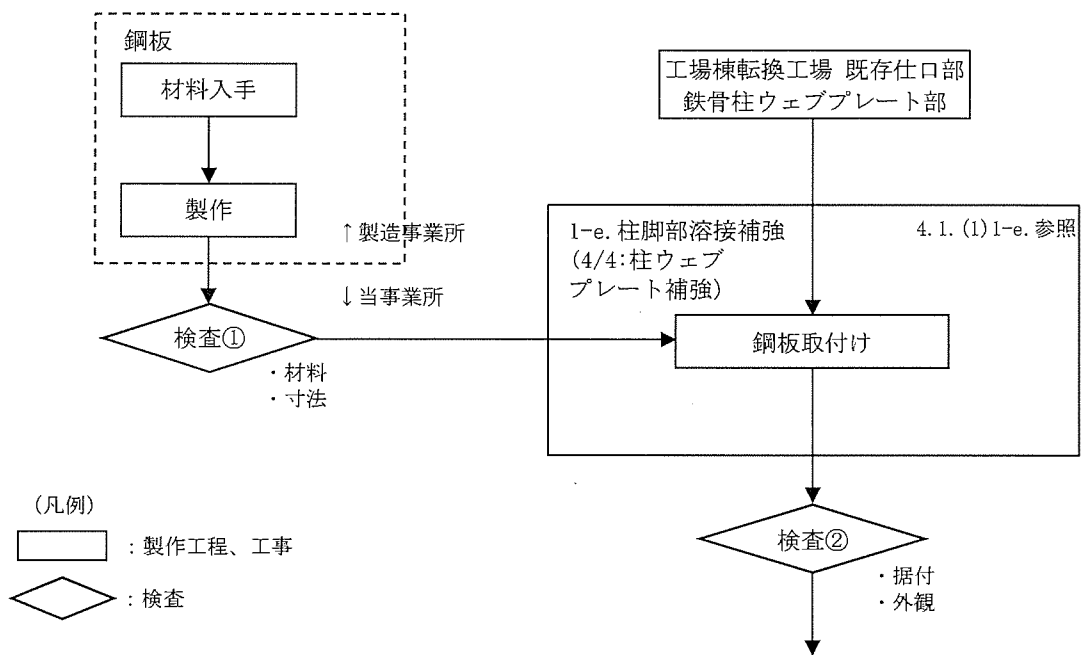 鋼板
材料入手
製作
↑製造事業所
↓当事業所
検査①
・材料
・寸法
工場棟転換工場 既存仕口部
鉄骨柱ウェブプレート部
1-e.柱脚部溶接補強
(4/4:柱ウェブ
プレート補強)
4.1.(1)1-e.参照
鋼板取付け
検査②
・据付
・外観
(凡例)
:製作工程、工事
:検査